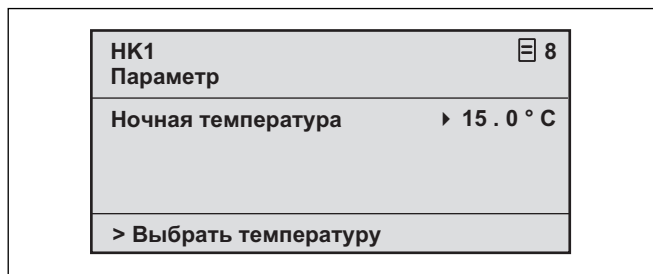 HK1 8
Параметр
Ночная температура 15.0°C
> Выбрать температуру